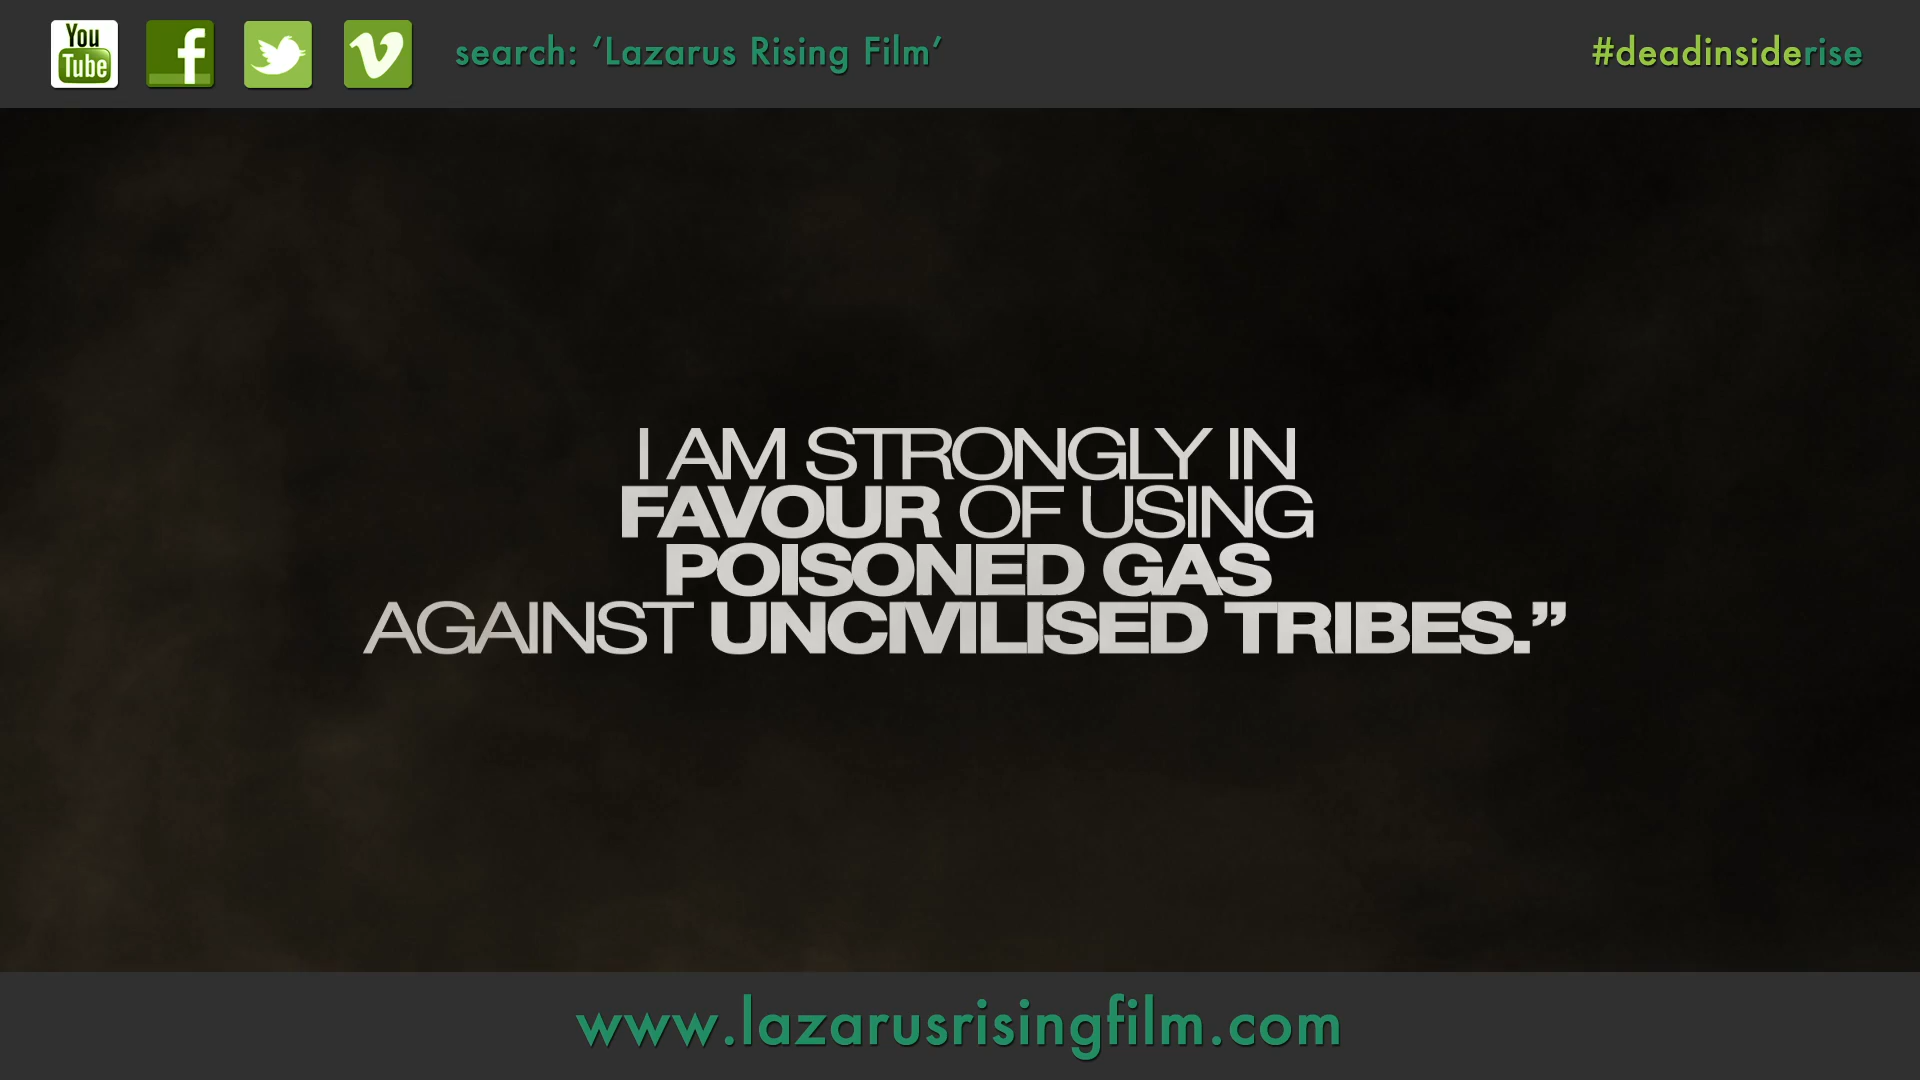 You
Tube
search: ‘Lazarus Rising Film’
#deadinsiderise
I AM STRONGLY IN
FAVOUR OF USING
POISONED GAS
AGAINST UNCIVILISED TRIBES.”
www.lazarusrisingfilm.com